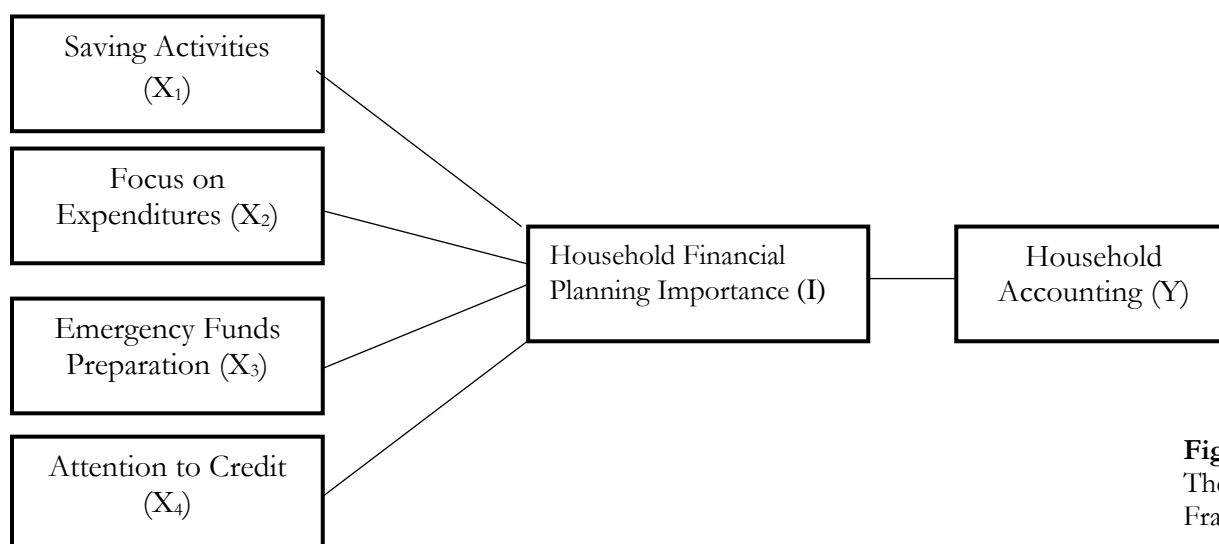 Saving Activities
(X₁)
Focus on
Expenditures (X₂)
Emergency Funds
Preparation (X₃)
Attention to Credit
(X₄)
Household Financial
Planning Importance (I)
Household
Accounting (Y)